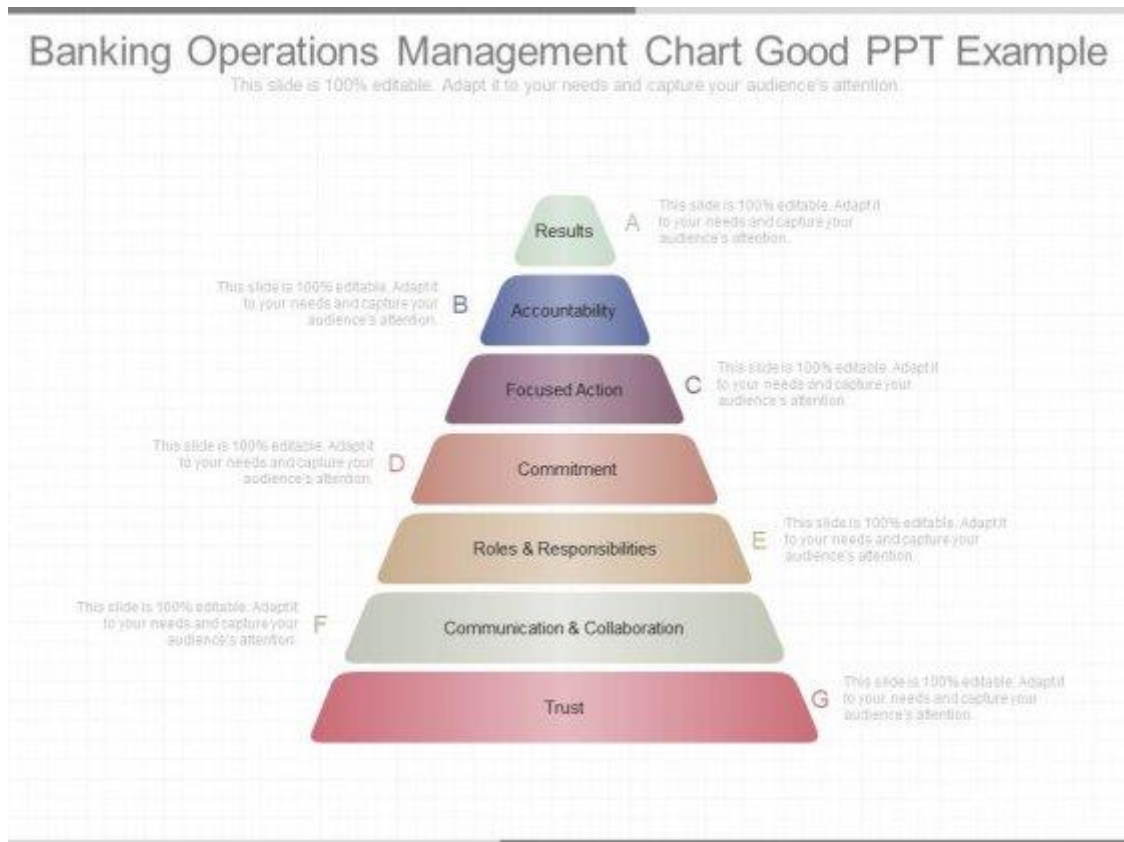 Banking Operations Management Chart Good PPT Example
This slide is 100% editable. Adapt it to your needs and capture your audience's attention.
Results
A
This slide is 100% editable. Adapt it
to your needs and capture your
audience's attention.
This slide is 100% editable. Adapt it
to your needs and capture your
audience's attention.
B
Accountability
Focused Action
C
This slide is 100% editable. Adapt it
to your needs and capture your
audience's attention.
This slide is 100% editable. Adapt it
to your needs and capture your
audience's attention.
D
Commitment
Roles & Responsibilities
E
This slide is 100% editable. Adapt it
to your needs and capture your
audience's attention.
This slide is 100% editable. Adapt it
to your needs and capture your
audience's attention.
F
Communication & Collaboration
Trust
G
This slide is 100% editable. Adapt it
to your needs and capture your
audience's attention.